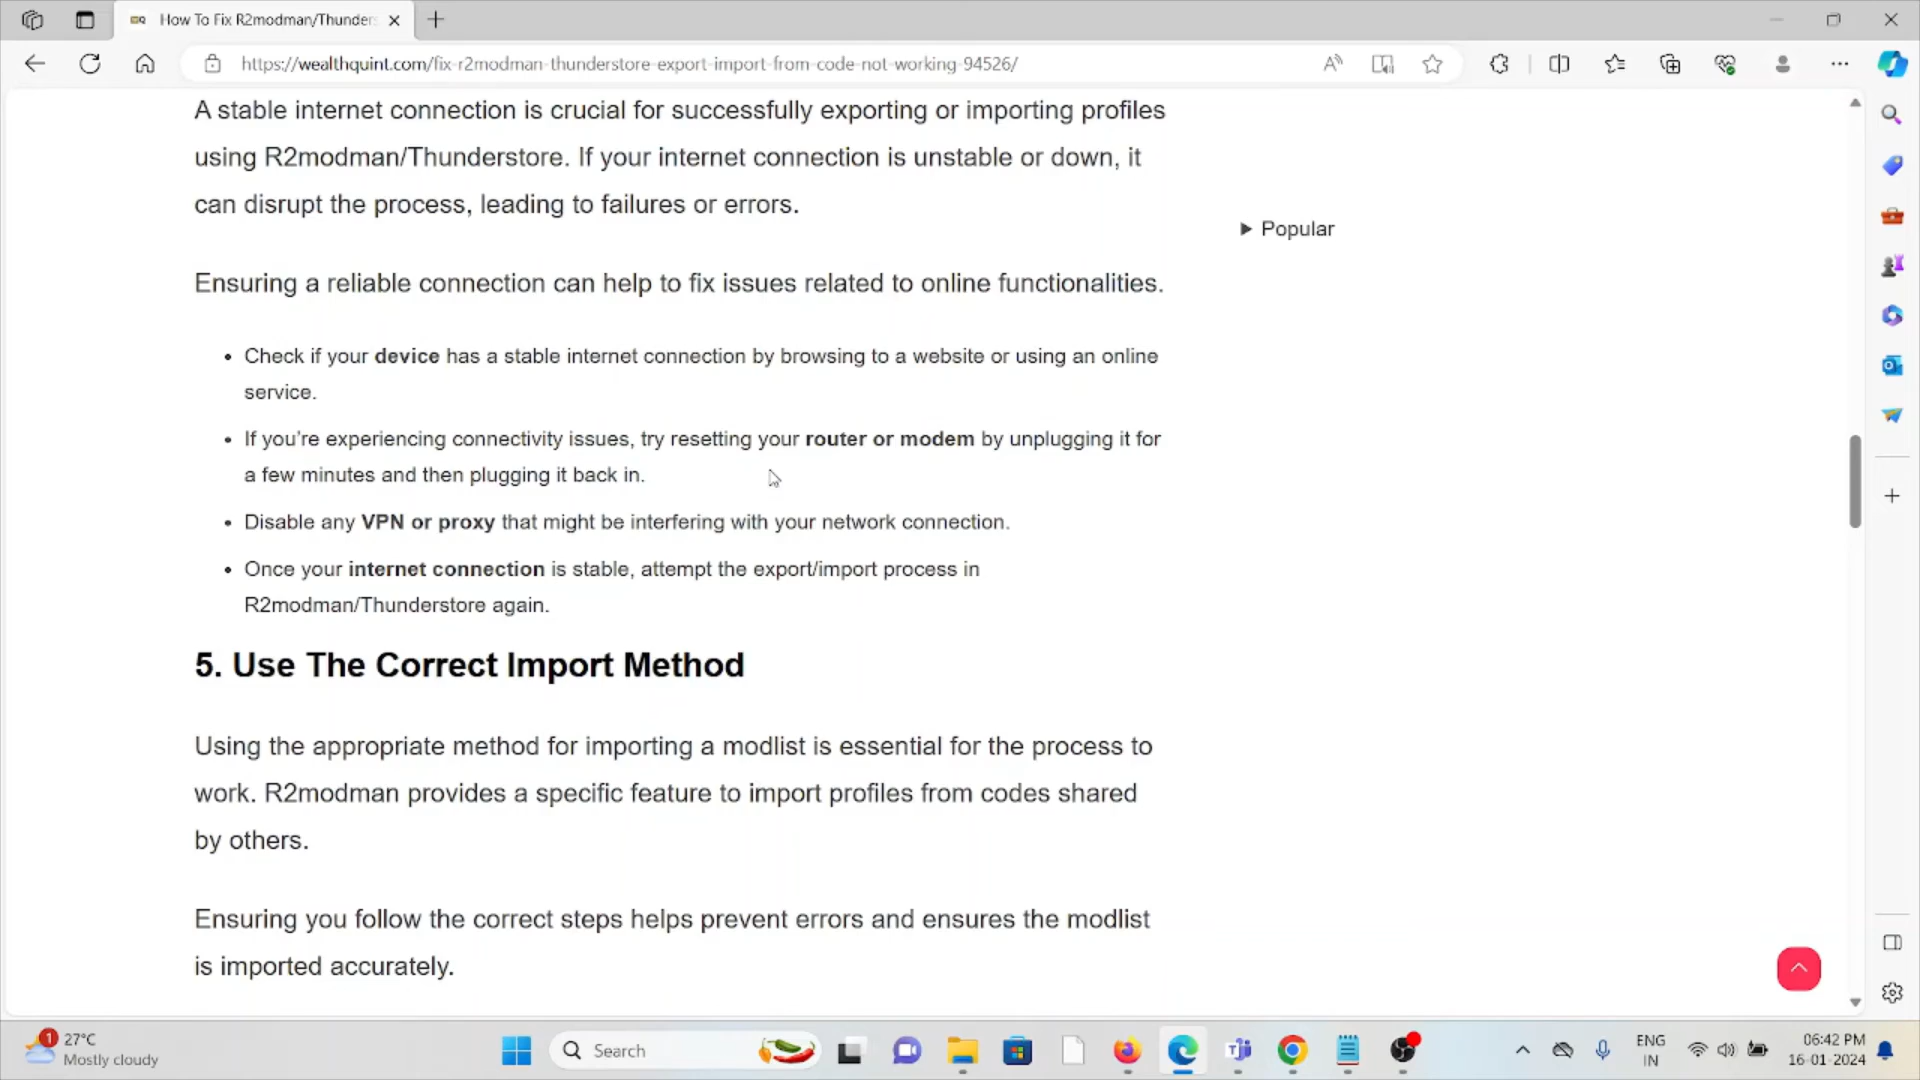 How To Fix R2modman/Thunders
https://wealthquint.com/fix-r2modman-thunderstore-export-import-from-code-not-working-94526/
A stable internet connection is crucial for successfully exporting or importing profiles
using R2modman/Thunderstore. If your internet connection is unstable or down, it
can disrupt the process, leading to failures or errors.
Popular
Ensuring a reliable connection can help to fix issues related to online functionalities.
• Check if your device has a stable internet connection by browsing to a website or using an online
service.
• If you’re experiencing connectivity issues, try resetting your router or modem by unplugging it for
a few minutes and then plugging it back in.
• Disable any VPN or proxy that might be interfering with your network connection.
• Once your internet connection is stable, attempt the export/import process in
R2modman/Thunderstore again.
5. Use The Correct Import Method
Using the appropriate method for importing a modlist is essential for the process to
work. R2modman provides a specific feature to import profiles from codes shared
by others.
Ensuring you follow the correct steps helps prevent errors and ensures the modlist
is imported accurately.
1
27°C
Mostly cloudy
Search
ENG
IN
06:42 PM
16-01-2024